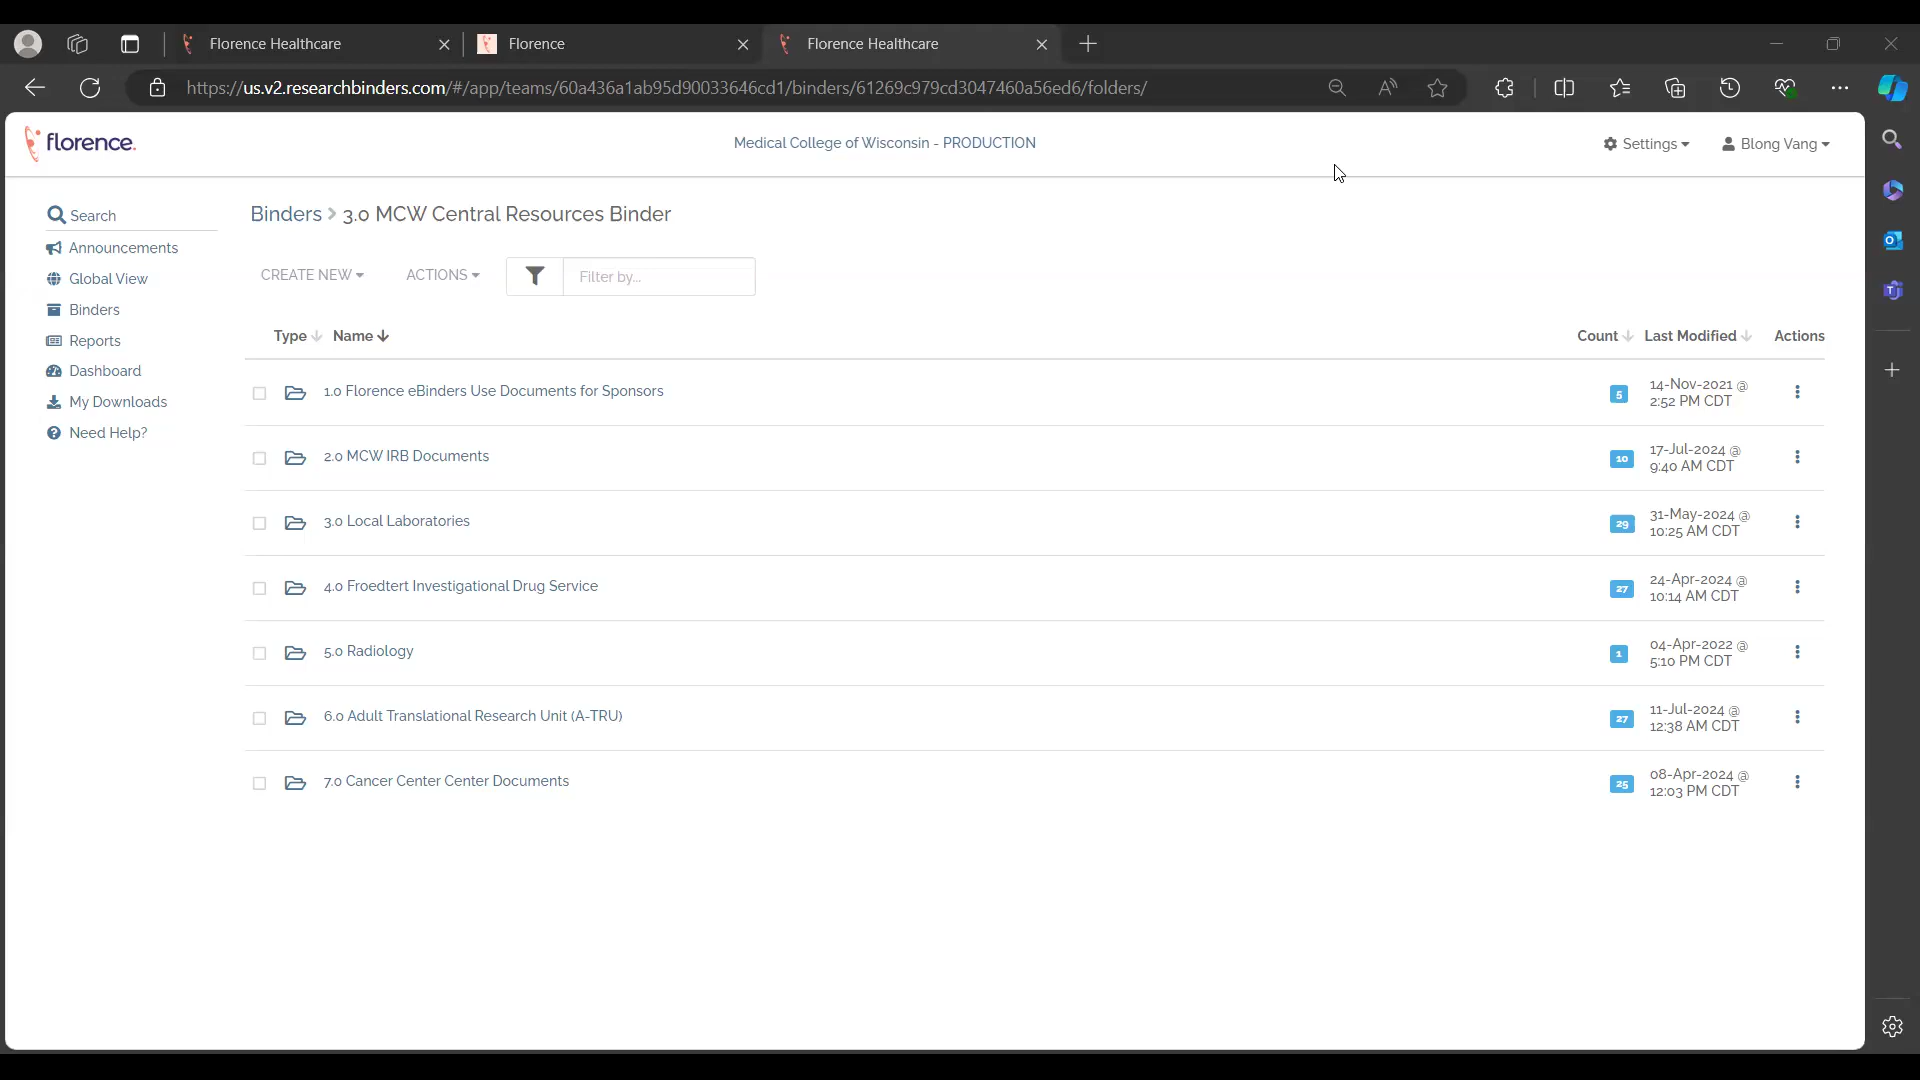 Florence Healthcare
Florence
Florence Healthcare
https://us.v2.researchbinders.com/#/app/teams/60a436a1ab95d90033646cd1/binders/61269c979cd3047460a56ed6/folders/
florence.
Medical College of Wisconsin - PRODUCTION
Settings
Blong Vang
Search
Announcements
Global View
Binders
Reports
Dashboard
My Downloads
Need Help?
Binders > 3.0 MCW Central Resources Binder
CREATE NEW
ACTIONS
Filter by...
Type Name Count Last Modified Actions
1.0 Florence eBinders Use Documents for Sponsors 5 14-Nov-2021 @
2:52 PM CDT
2.0 MCW IRB Documents 10 17-Jul-2024 @
9:40 AM CDT
3.0 Local Laboratories 29 31-May-2024 @
10:25 AM CDT
4.0 Froedtert Investigational Drug Service 27 24-Apr-2024 @
10:14 AM CDT
5.0 Radiology 1 04-Apr-2022 @
5:10 PM CDT
6.0 Adult Translational Research Unit (A-TRU) 27 11-Jul-2024 @
12:38 AM CDT
7.0 Cancer Center Center Documents 25 08-Apr-2024 @
12:03 PM CDT